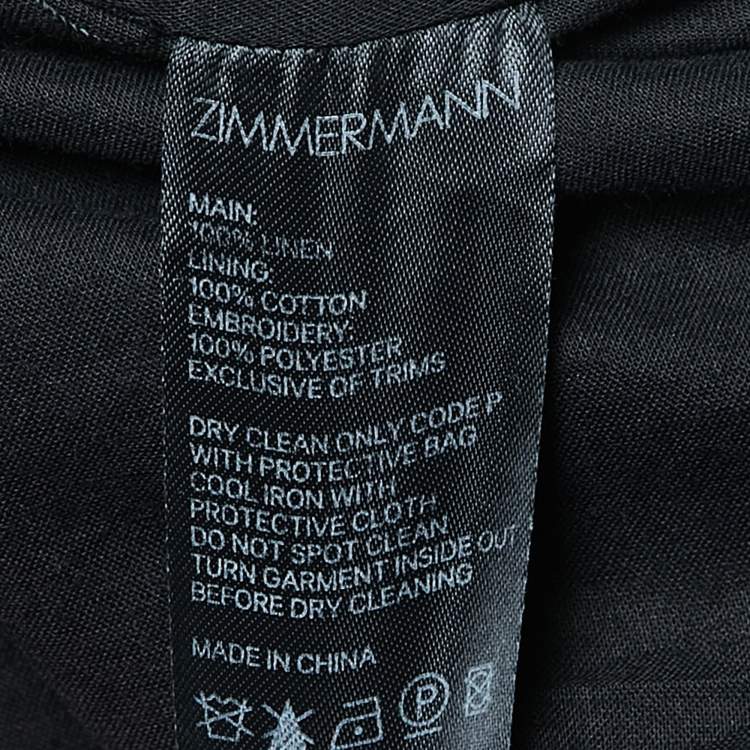 ZIMMERMANN
MAIN:
100% LINEN
LINING:
100% COTTON
EMBROIDERY:
100% POLYESTER
EXCLUSIVE OF TRIMS
DRY CLEAN ONLY CODE P
WITH PROTECTIVE BAG
COOL IRON WITH
PROTECTIVE CLOTH
DO NOT SPOT CLEAN
TURN GARMENT INSIDE OUT
BEFORE DRY CLEANING
MADE IN CHINA
P